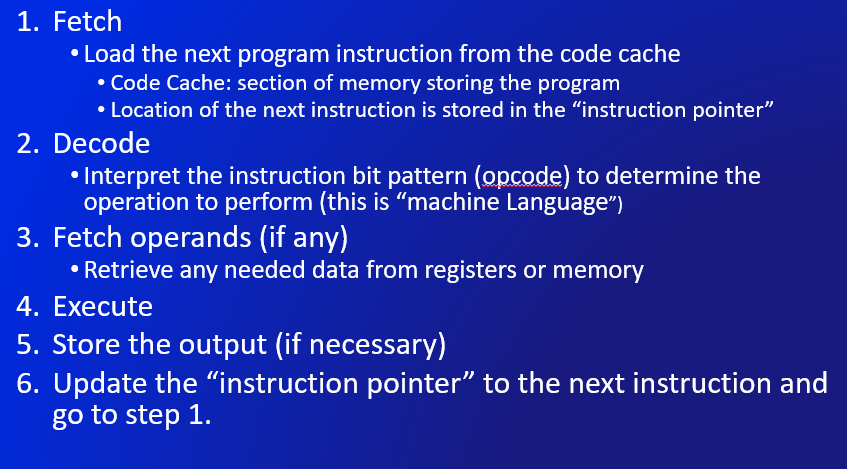 1. Fetch
• Load the next program instruction from the code cache
• Code Cache: section of memory storing the program
• Location of the next instruction is stored in the “instruction pointer”
2. Decode
• Interpret the instruction bit pattern (opcode) to determine the
operation to perform (this is “machine Language”)
3. Fetch operands (if any)
• Retrieve any needed data from registers or memory
4. Execute
5. Store the output (if necessary)
6. Update the “instruction pointer” to the next instruction and
go to step 1.